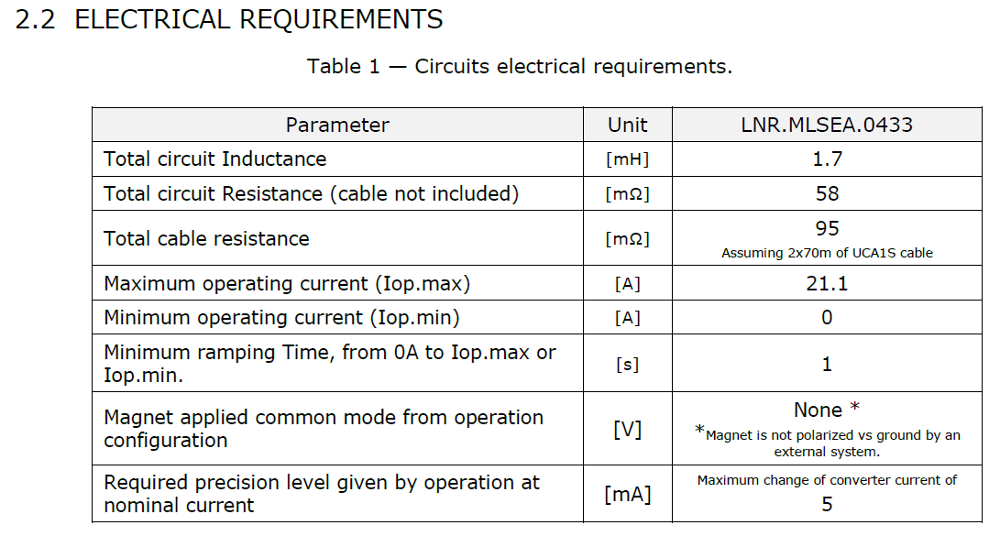 2.2 ELECTRICAL REQUIREMENTS
Table 1 — Circuits electrical requirements.
Parameter Unit LNR.MLSEA.0433
Total circuit Inductance [mH] 1.7
Total circuit Resistance (cable not included) [mΩ] 58
Total cable resistance [mΩ] 95
Assuming 2x70m of UCA1S cable
Maximum operating current (Iop.max) [A] 21.1
Minimum operating current (Iop.min) [A] 0
Minimum ramping Time, from 0A to Iop.max or
Iop.min. [s] 1
Magnet applied common mode from operation
configuration [V] None *
*Magnet is not polarized vs ground by an
external system.
Required precision level given by operation at
nominal current [mA] Maximum change of converter current of
5